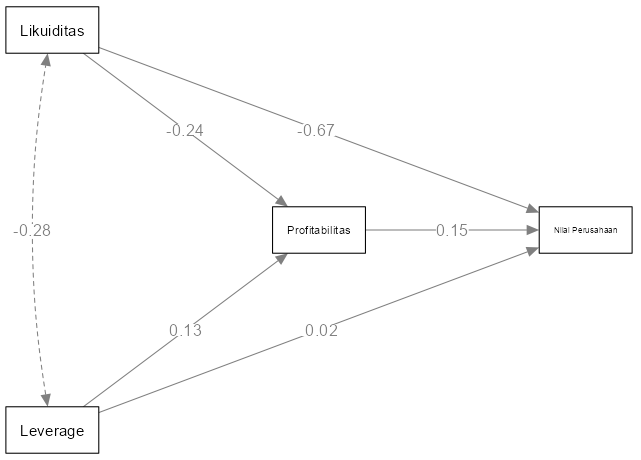 Likuiditas
-0.24
-0.67
-0.28
Profitabilitas
0.15
Nilai Perusahaan
0.13
0.02
Leverage